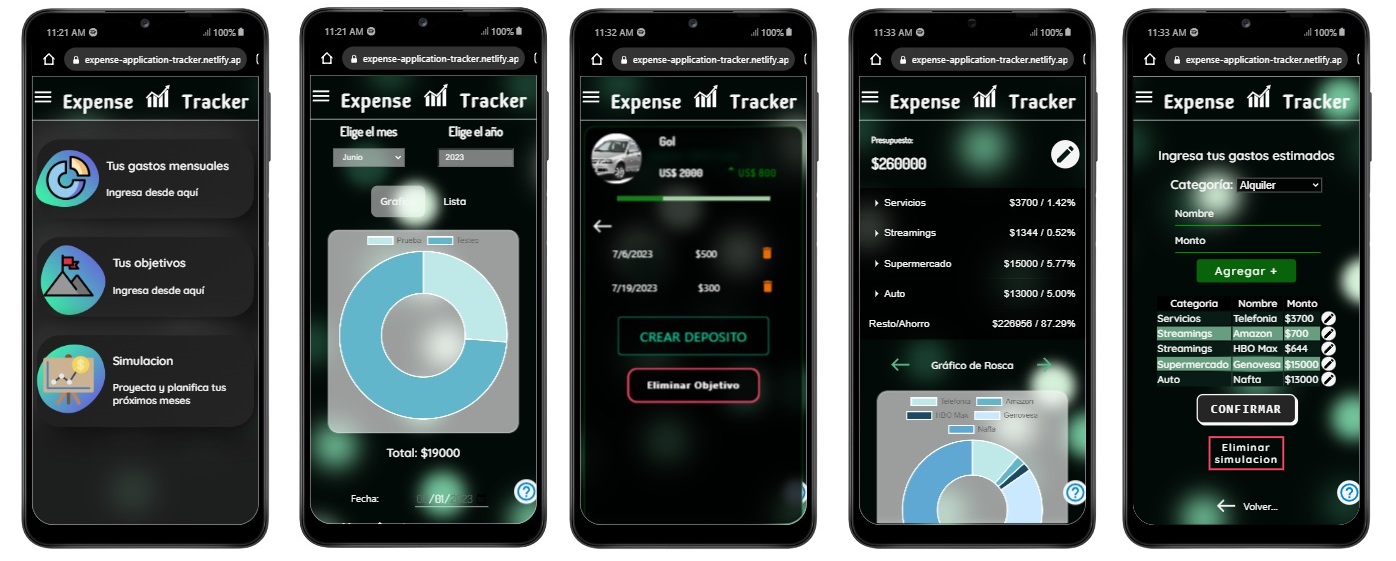 11:21 AM 100%
expense-application-tracker.netlify.ap
Expense Tracker
Tus gastos mensuales
Ingresa desde aquí
Tus objetivos
Ingresa desde aquí
Simulacion
Proyecta y planifica tus
próximos meses
11:21 AM 100%
expense-application-tracker.netlify.ap
Expense Tracker
Elige el mes Elige el año
Junio 2023
Lista
Prueba Testeo
Total: $19000
Fecha: /01/2023
11:32 AM 100%
expense-application-tracker.netlify.ap
Expense Tracker
Gol
US$ 2000 US$ 800
7/6/2023 $500
7/19/2023 $300
CREAR DEPOSITO
Eliminar Objetivo
11:33 AM 100%
expense-application-tracker.netlify.ap
Expense Tracker
Presupuesto:
$260000
Servicios $3700 / 1.42%
Streamings $1344 / 0.52%
Supermercado $15000 / 5.77%
Auto $13000 / 5.00%
Resto/Ahorro $226956 / 87.29%
Gráfico de Rosca
Telefonia Amazon
HBO Max Genovesa
Nafta
11:33 AM 100%
expense-application-tracker.netlify.ap
Expense Tracker
Ingresa tus gastos estimados
Categoría: Alquiler
Nombre
Monto
Agregar +
Categoria Nombre Monto
Servicios Telefonia $3700
Streamings Amazon $700
Streamings HBO Max $644
Supermercado Genovesa $15000
Auto Nafta $13000
CONFIRMAR
Eliminar
simulacion
Volver...